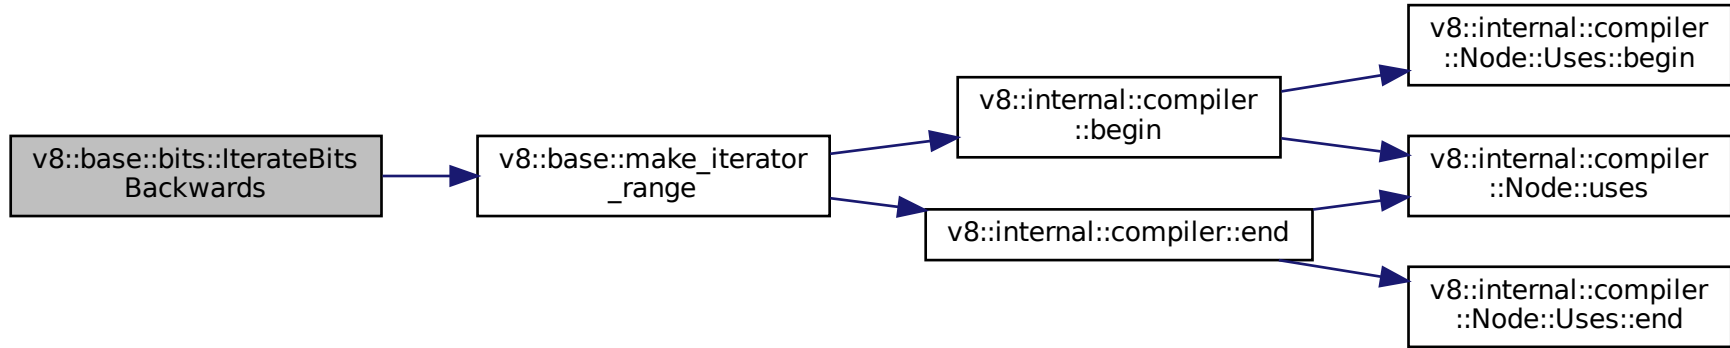 v8::base::bits::IterateBits
Backwards
v8::base::make_iterator
_range
v8::internal::compiler
::begin
v8::internal::compiler::end
v8::internal::compiler
::Node::Uses::begin
v8::internal::compiler
::Node::uses
v8::internal::compiler
::Node::Uses::end